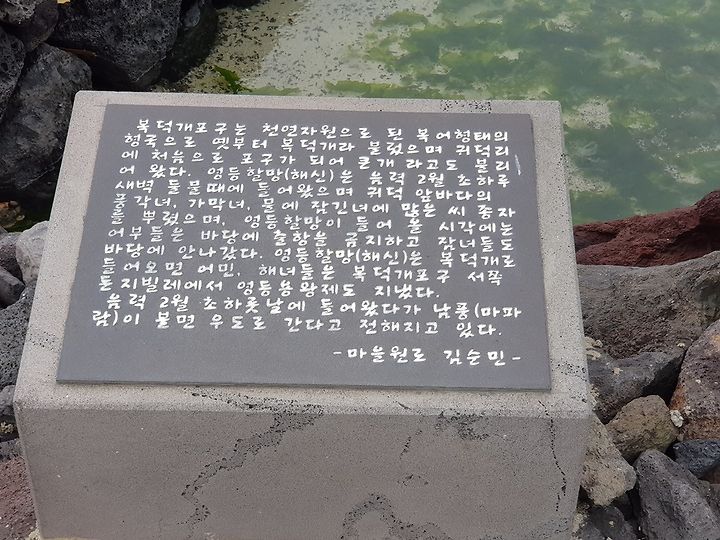 복덕개포구는 천연자원으로 된 복어형태의
형국으로 옛부터 복덕개라 불렀으며 귀덕리
에 처음으로 포구가 되어 큰개 라고도 불리
어 왔다. 영등할망(해신)은 음력 2월 초하루
새벽 둘물때에 들어왔으며 귀덕 앞바다의
풍각녀, 가막녀, 물에 잠긴녀에 많은 씨 종자
를 뿌렸으며, 영등할망이 들어 올 시각에는
어부들은 바당에 출항을 금지하고 잠녀들도
바당에 안나갔다. 영등할망(해신)은 복덕개로
들어오면 어민, 해녀들은 복덕개포구 서쪽
돈지빌레에서 영등용왕제도 지냈다.
음력 2월 초하룻날에 들어왔다가 남풍(마파
람)이 불면 우도로 간다고 전해지고 있다.
-마을원로 김순민-